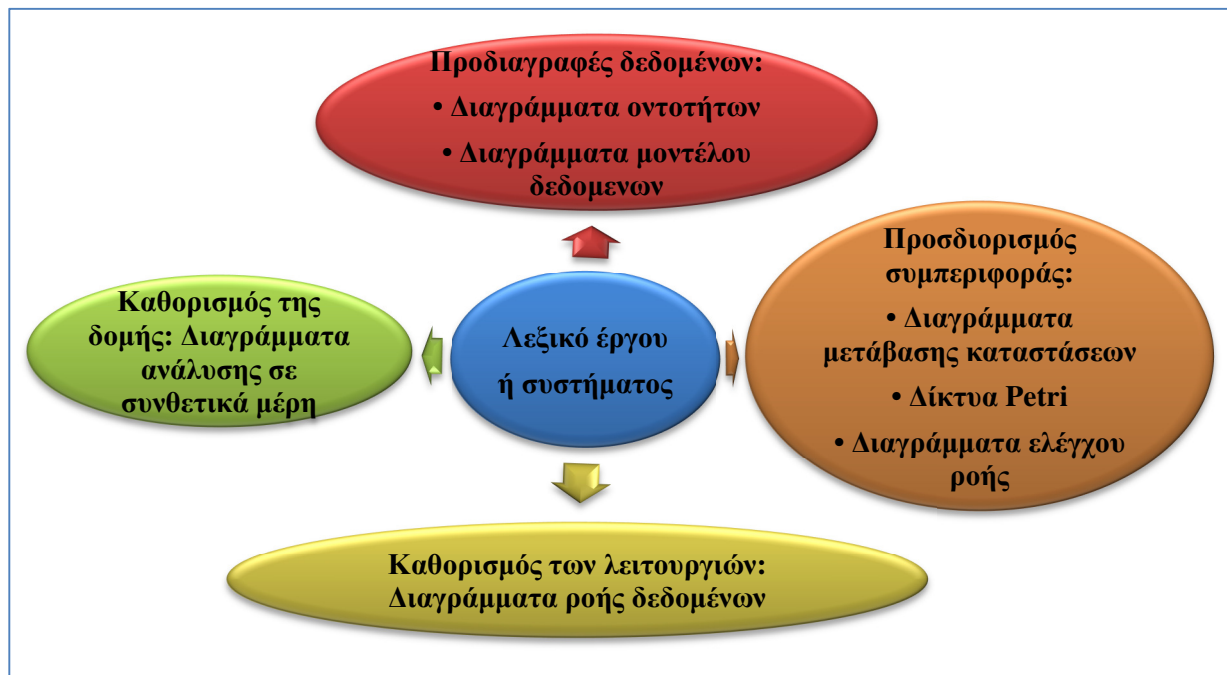 Προδιαγραφές δεδομένων:
• Διαγράμματα οντοτήτων
• Διαγράμματα μοντέλου
δεδομενων
Καθορισμός της
δομής: Διαγράμματα
ανάλυσης σε
συνθετικά μέρη
Λεξικό έργου
ή συστήματος
Προσδιορισμός
συμπεριφοράς:
• Διαγράμματα
μετάβασης καταστάσεων
• Δίκτυα Petri
• Διαγράμματα ελέγχου
ροής
Καθορισμός των λειτουργιών:
Διαγράμματα ροής δεδομένων